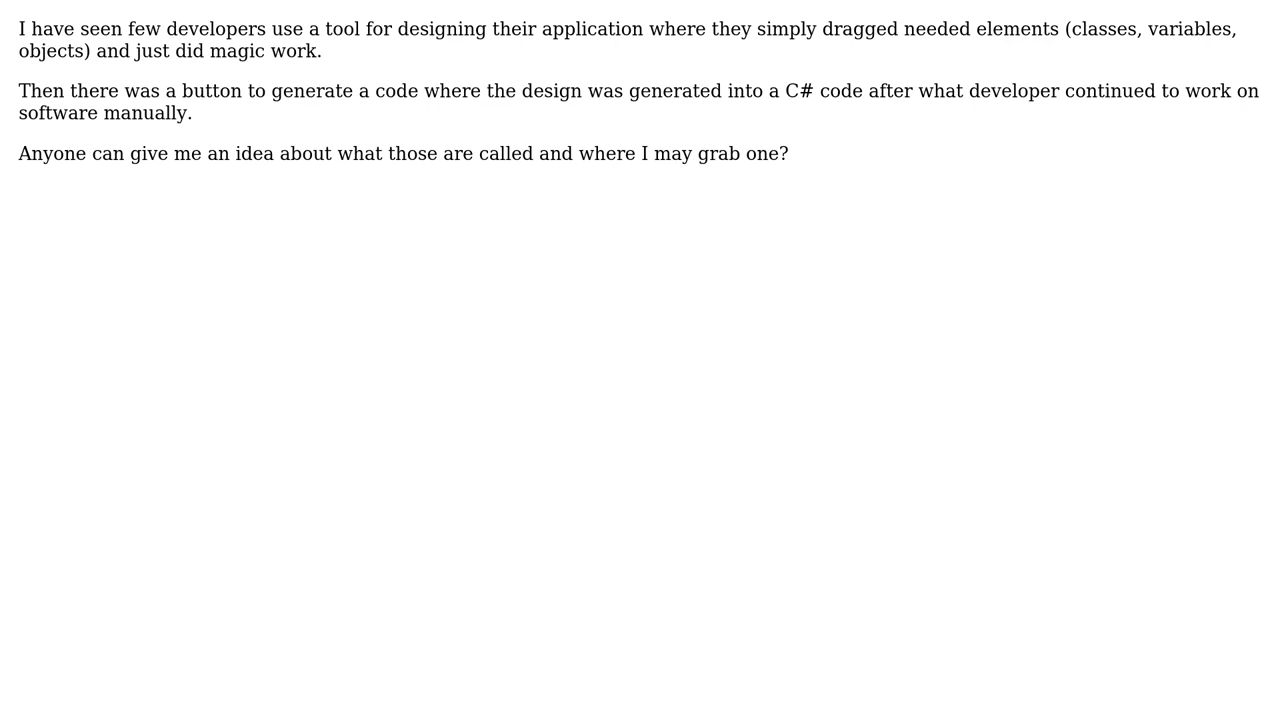 I have seen few developers use a tool for designing their application where they simply dragged needed elements (classes, variables,
objects) and just did magic work.
Then there was a button to generate a code where the design was generated into a C# code after what developer continued to work on
software manually.
Anyone can give me an idea about what those are called and where I may grab one?